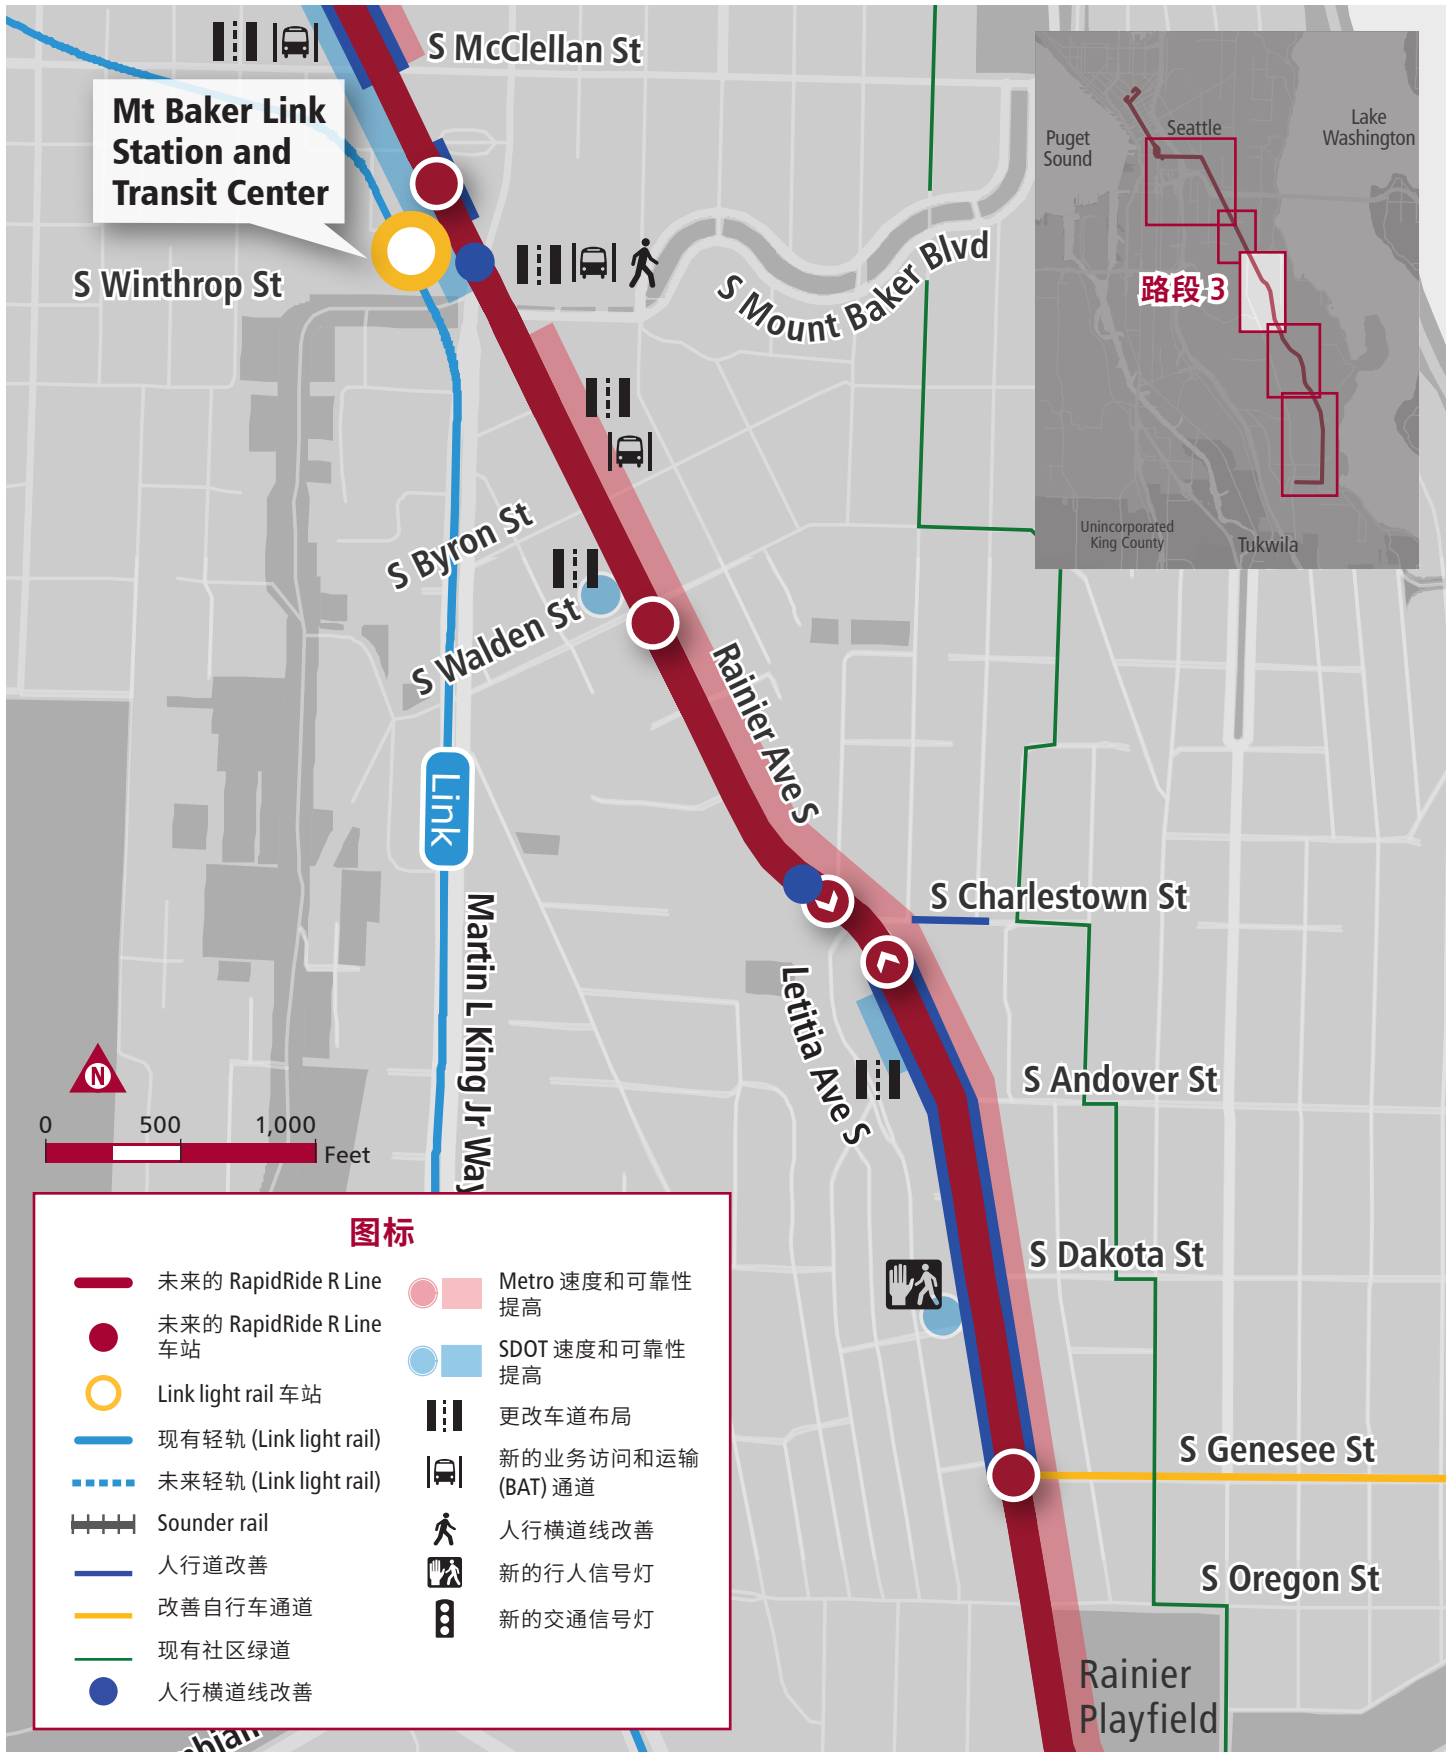 S McClellan St
Mt Baker Link
Station and
Transit Center
S Winthrop St
S Mount Baker Blvd
Puget
Sound
Seattle
Lake
Washington
路段 3
Unincorporated
King County
Tukwila
S Byron St
S Walden St
Rainier Ave S
Link
Martin L King Jr Way
S Charlestown St
Letitia Ave S
S Andover St
N
0 500 1,000
Feet
S Dakota St
S Genesee St
S Oregon St
Rainier
Playfield
图标
未来的 RapidRide R Line
未来的 RapidRide R Line
车站
Link light rail 车站
现有轻轨 (Link light rail)
未来轻轨 (Link light rail)
Sounder rail
人行道改善
改善自行车通道
现有社区绿道
人行横道线改善
Metro 速度和可靠性
提高
SDOT 速度和可靠性
提高
更改车道布局
新的业务访问和运输
(BAT) 通道
人行横道线改善
新的行人信号灯
新的交通信号灯